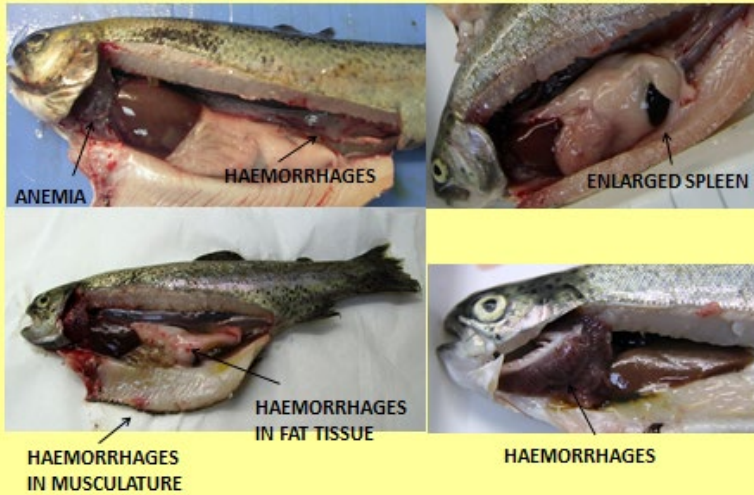 ANEMIA
HAEMORRHAGES
ENLARGED SPLEEN
HAEMORRHAGES
IN FAT TISSUE
HAEMORRHAGES
IN MUSCULATURE
HAEMORRHAGES